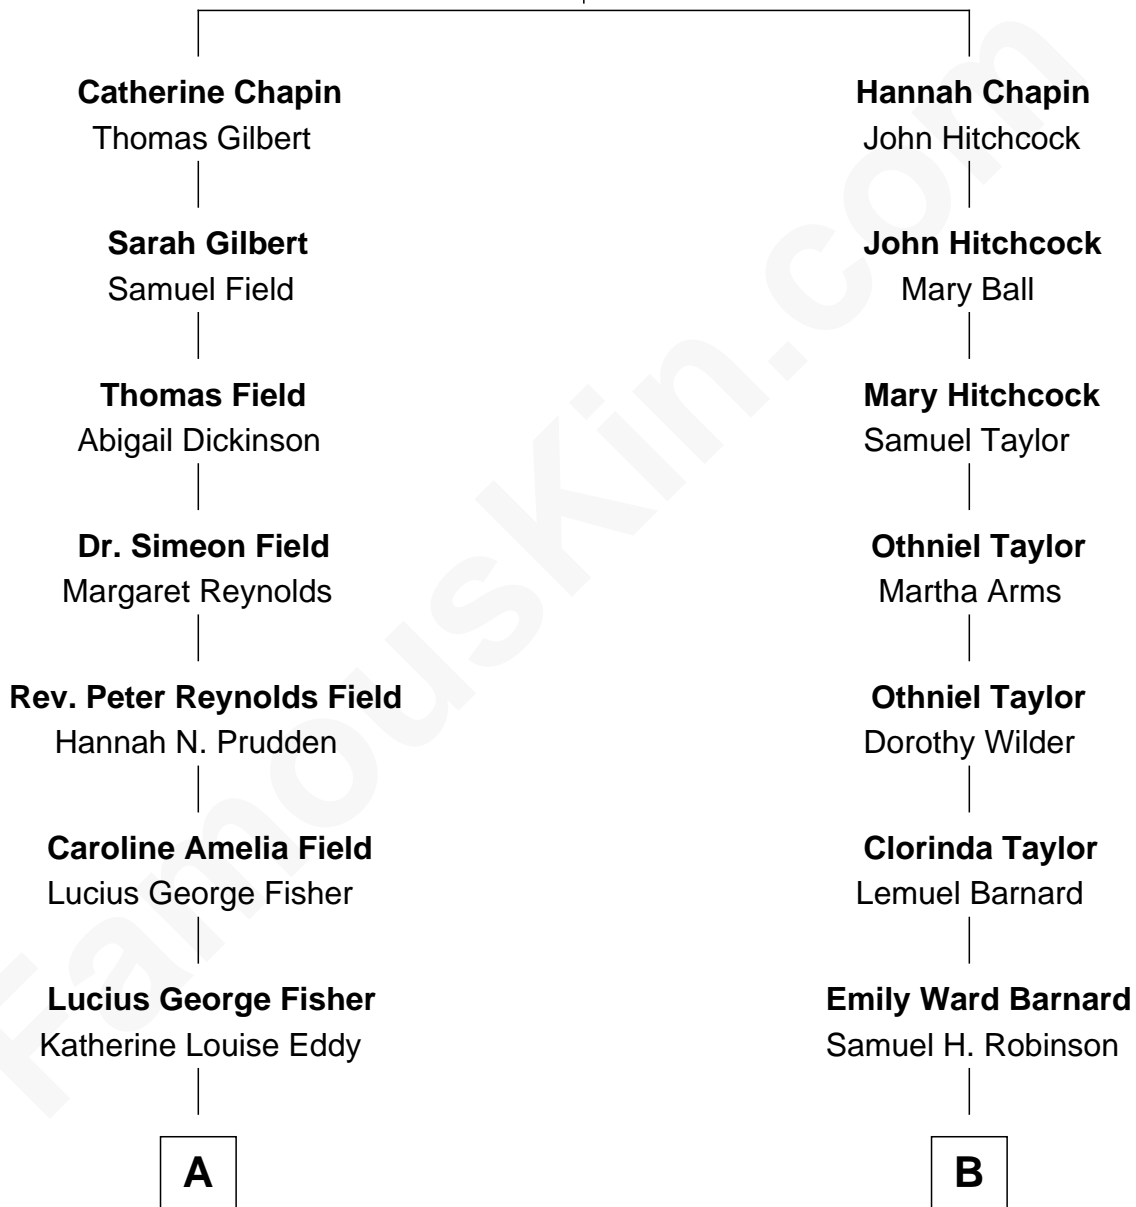 Catherine Chapin
Thomas Gilbert
Sarah Gilbert
Samuel Field
Thomas Field
Abigail Dickinson
Dr. Simeon Field
Margaret Reynolds
Rev. Peter Reynolds Field
Hannah N. Prudden
Caroline Amelia Field
Lucius George Fisher
Lucius George Fisher
Katherine Louise Eddy
A
Hannah Chapin
John Hitchcock
John Hitchcock
Mary Ball
Mary Hitchcock
Samuel Taylor
Othniel Taylor
Martha Arms
Othniel Taylor
Dorothy Wilder
Clorinda Taylor
Lemuel Barnard
Emily Ward Barnard
Samuel H. Robinson
B
FamousKin.com